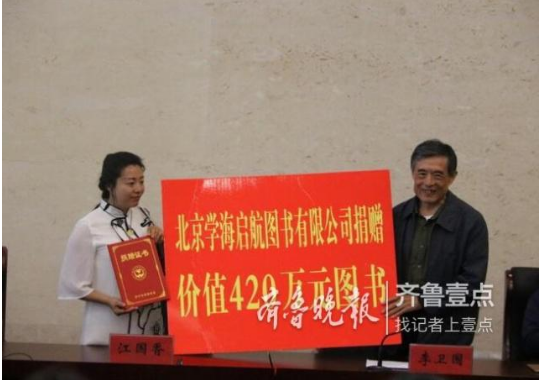 北京学海启航图书有限公司捐赠
价值420万元图书
捐赠证书
齐鲁晚报
齐鲁壹点
找记者上壹点
江国香
李卫国